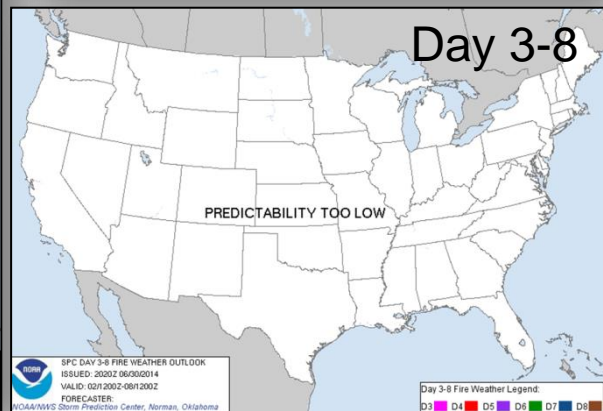 Day 3-8
PREDICTABILITY TOO LOW
NOAA
SPC DAY 3-8 FIRE WEATHER OUTLOOK
ISSUED: 2020Z 06/30/2014
VALID: 02/1200Z-08/1200Z
FORECASTER:
NOAA/NWS Storm Prediction Center, Norman, Oklahoma
Day 3-8 Fire Weather Legend:
D3 D4 D5 D6 D7 D8